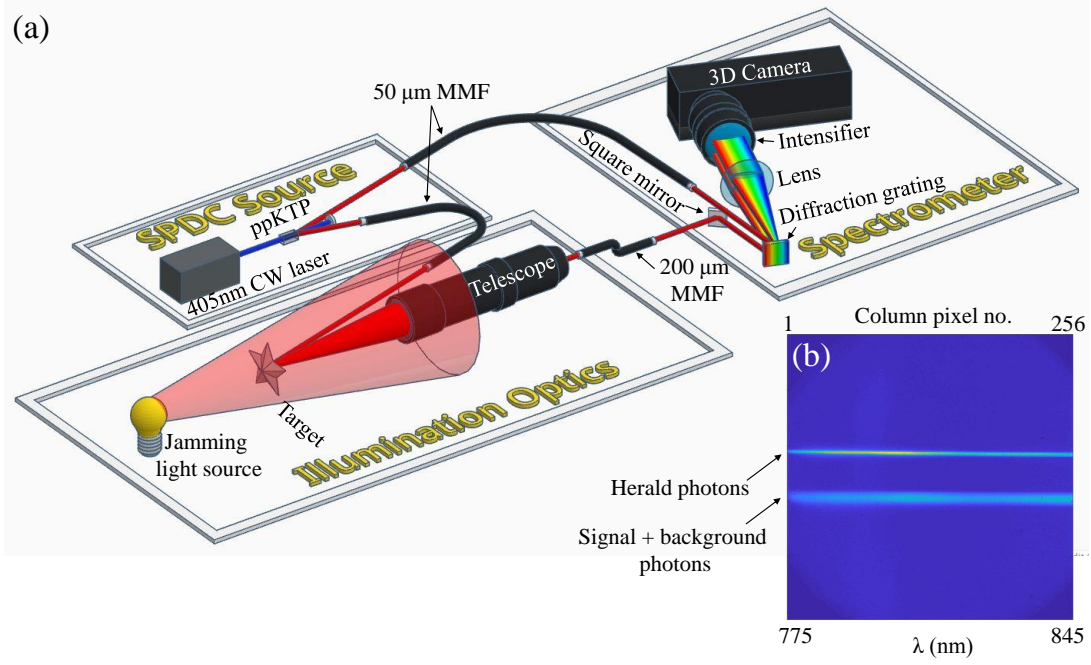 (a)
50 μm MMF
3D Camera
Intensifier
Square mirror
Lens
Diffraction grating
SPDC Source
ppKTP
Spectrometer
405nm CW laser
Telescope
200 μm
MMF
Target
Illumination Optics
Jamming
light source
1
Column pixel no.
256
(b)
Herald photons
Signal + background
photons
775
λ (nm)
845